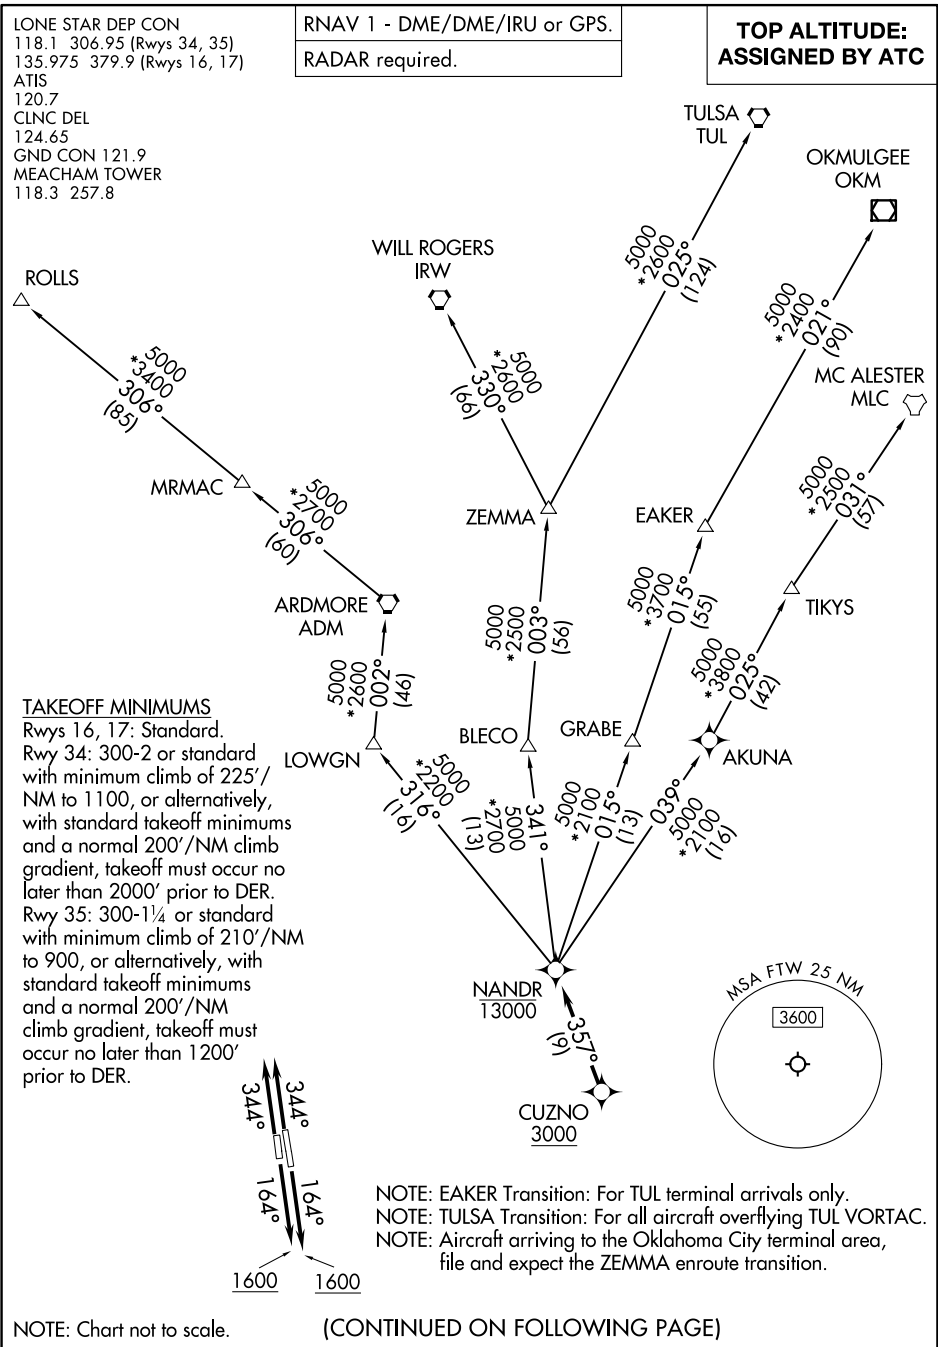 LONE STAR DEP CON
118.1 306.95 (Rwys 34, 35)
135.975 379.9 (Rwys 16, 17)
ATIS
120.7
CLNC DEL
124.65
GND CON 121.9
MEACHAM TOWER
118.3 257.8
RNAV 1 - DME/DME/IRU or GPS.
RADAR required.
TOP ALTITUDE:
ASSIGNED BY ATC
TULSA
TUL
OKMULGEE
OKM
WILL ROGERS
IRW
ROLLS
5000
*2600
025°
(124)
5000
*2400
021°
(90)
5000
*3400
306°
(85)
5000
*2600
330°
(66)
MC ALESTER
MLC
MRMAC
5000
*2700
306°
(60)
ZEMMA
EAKER
5000
*2500
031°
(57)
ARDMORE
ADM
5000
*2500
003°
(56)
5000
*3700
015°
(55)
TIKYS
5000
*2600
002°
(46)
5000
*3800
025°
(42)
LOWGN
BLECO
GRABE
AKUNA
5000
*2200
316°
(16)
341°
5000
*2700
(13)
5000
*2100
015°
(13)
039°
5000
*2100
(16)
TAKEOFF MINIMUMS
Rwys 16, 17: Standard.
Rwy 34: 300-2 or standard
with minimum climb of 225'/
NM to 1100, or alternatively,
with standard takeoff minimums
and a normal 200'/NM climb
gradient, takeoff must occur no
later than 2000' prior to DER.
Rwy 35: 300-1¼ or standard
with minimum climb of 210'/NM
to 900, or alternatively, with
standard takeoff minimums
and a normal 200'/NM
climb gradient, takeoff must
occur no later than 1200'
prior to DER.
NANDR
13000
357°
(9)
CUZNO
3000
MSA FTW 25 NM
3600
344°
344°
164°
164°
1600
1600
NOTE: EAKER Transition: For TUL terminal arrivals only.
NOTE: TULSA Transition: For all aircraft overflying TUL VORTAC.
NOTE: Aircraft arriving to the Oklahoma City terminal area,
file and expect the ZEMMA enroute transition.
NOTE: Chart not to scale.
(CONTINUED ON FOLLOWING PAGE)